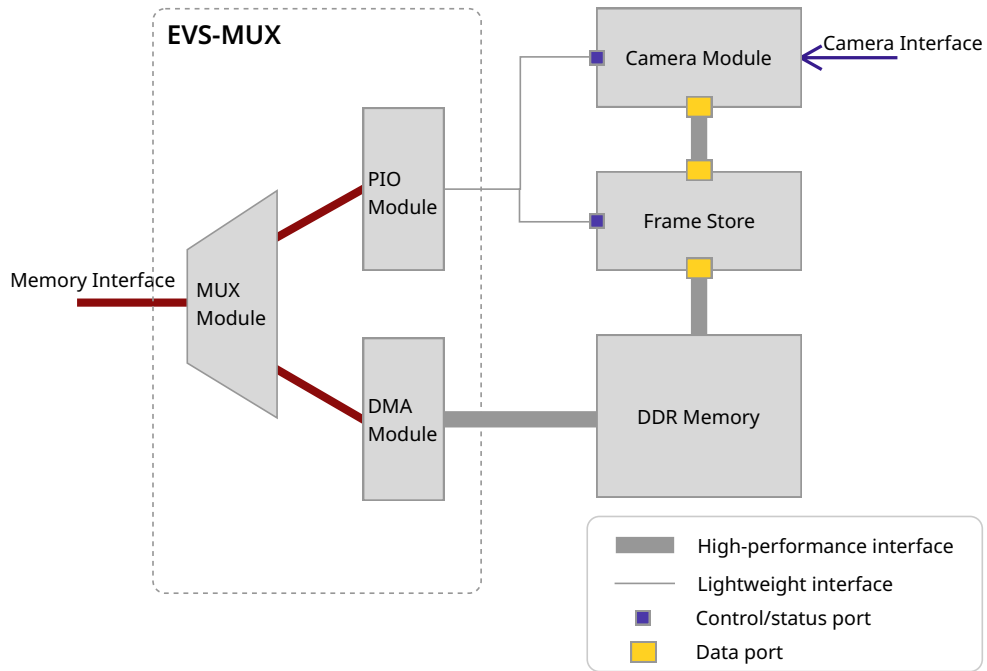 EVS-MUX
Camera Module
Camera Interface
PIO
Module
Frame Store
Memory Interface
MUX
Module
DMA
Module
DDR Memory
High-performance interface
Lightweight interface
Control/status port
Data port